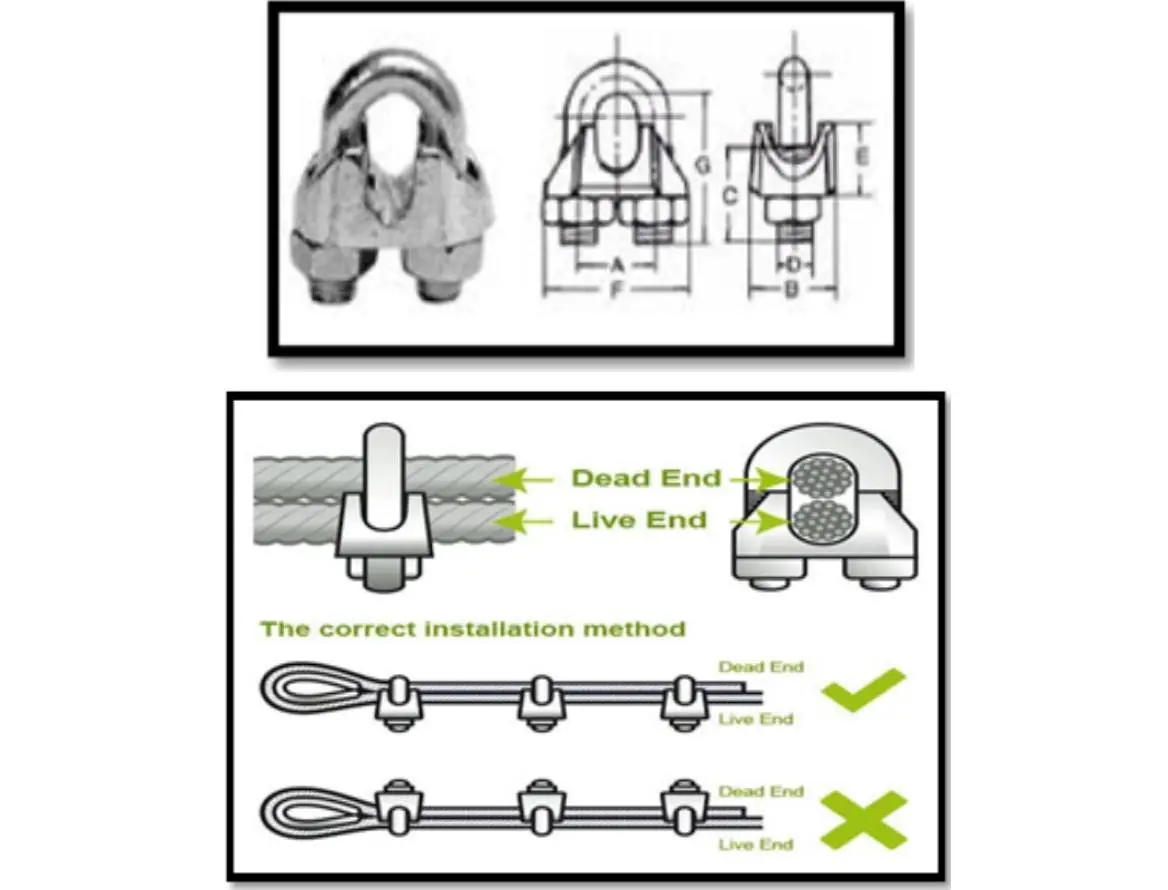 G
E
C
A
F
D
B
Dead End
Live End
The correct installation method
Dead End
Live End
Dead End
Live End